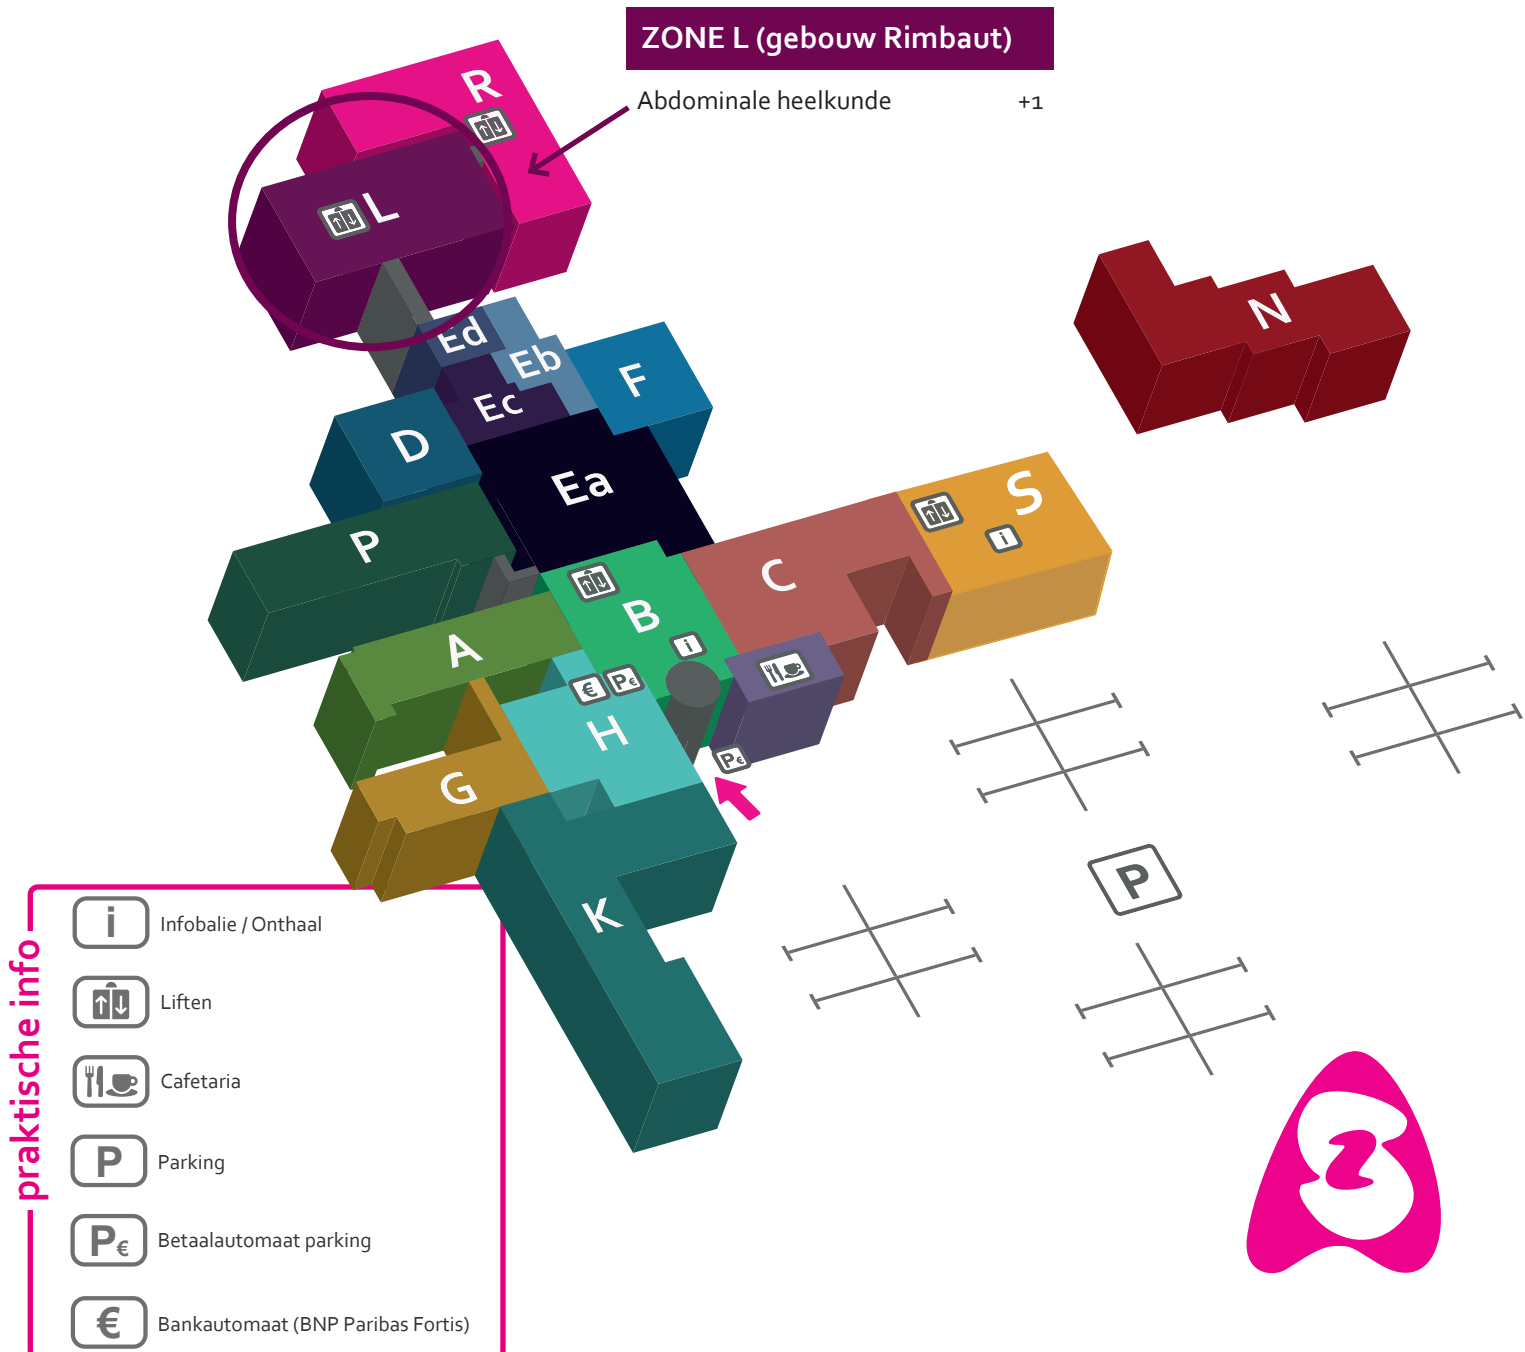 ZONE L (gebouw Rimbaut)
Abdominale heelkunde +1
R
L
N
Ed
Eb
F
Ec
D
Ea
S
i
P
C
B
A
i
€ P€
H
P€
G
P
K
praktische info
i Infobalie / Onthaal
Liften
Cafetaria
P Parking
P€ Betaalautomaat parking
€ Bankautomaat (BNP Paribas Fortis)